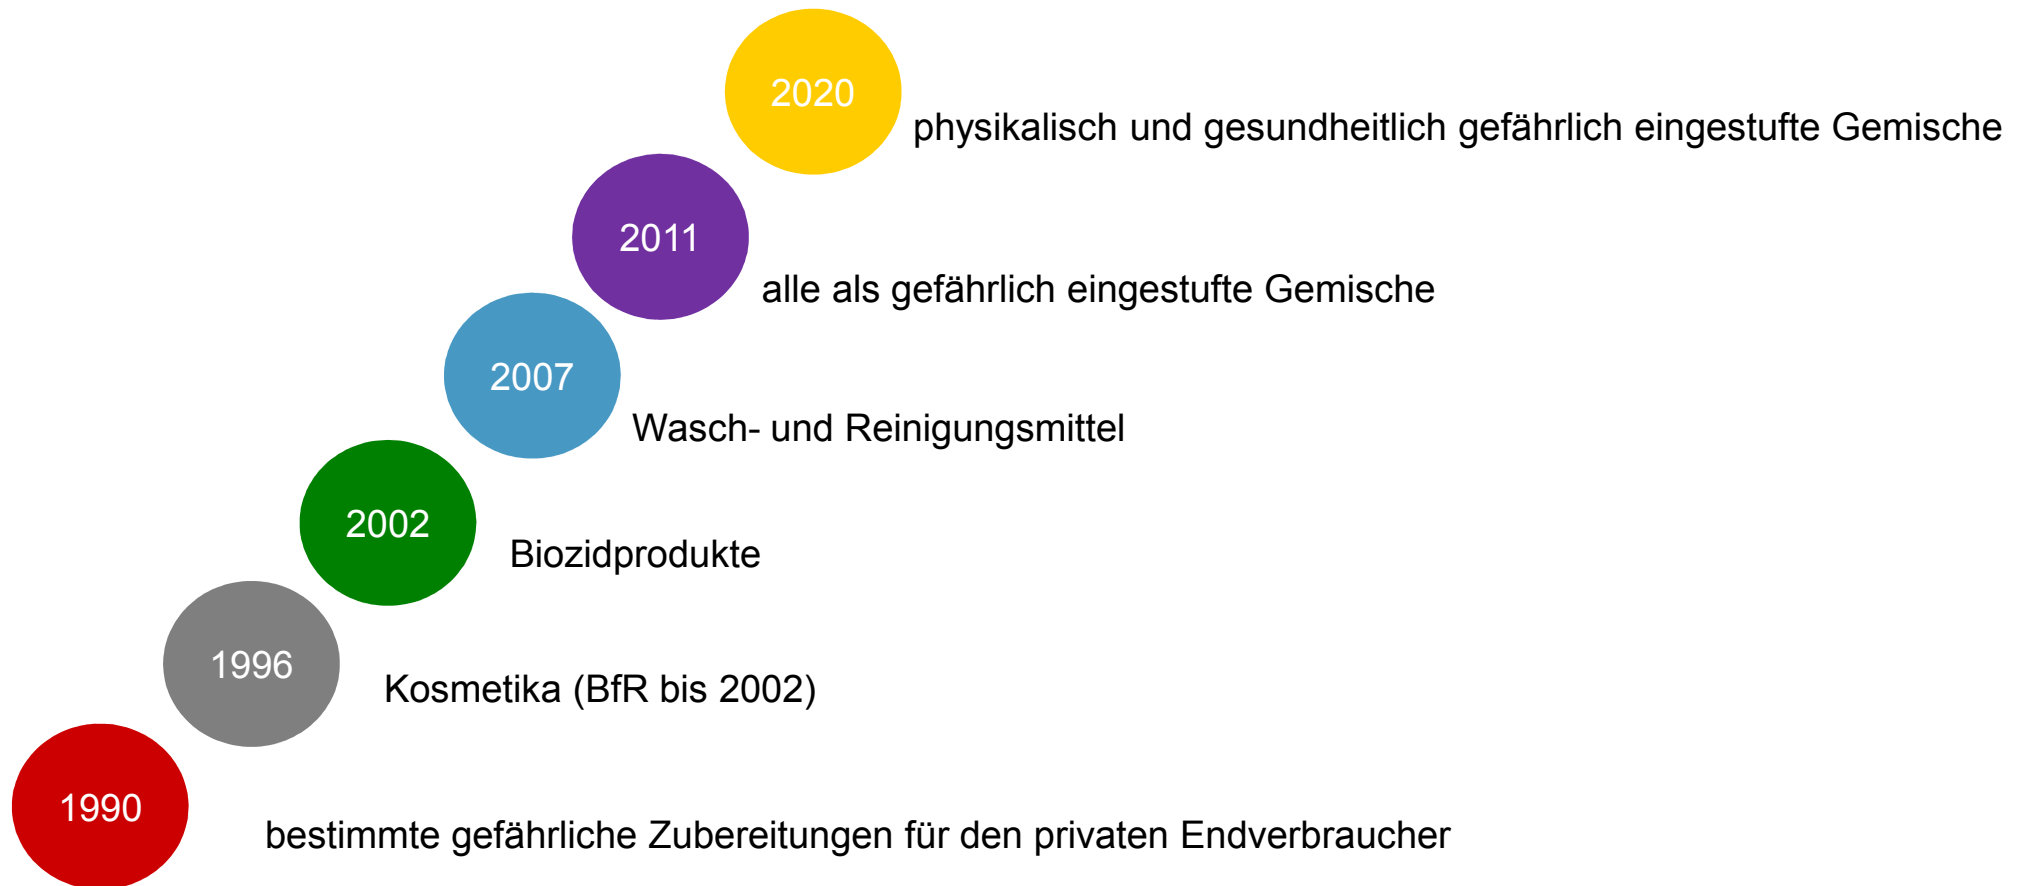 2020
physikalisch und gesundheitlich gefährlich eingestufte Gemische
2011
alle als gefährlich eingestufte Gemische
2007
Wasch- und Reinigungsmittel
2002
Biozidprodukte
1996
Kosmetika (BfR bis 2002)
1990
bestimmte gefährliche Zubereitungen für den privaten Endverbraucher